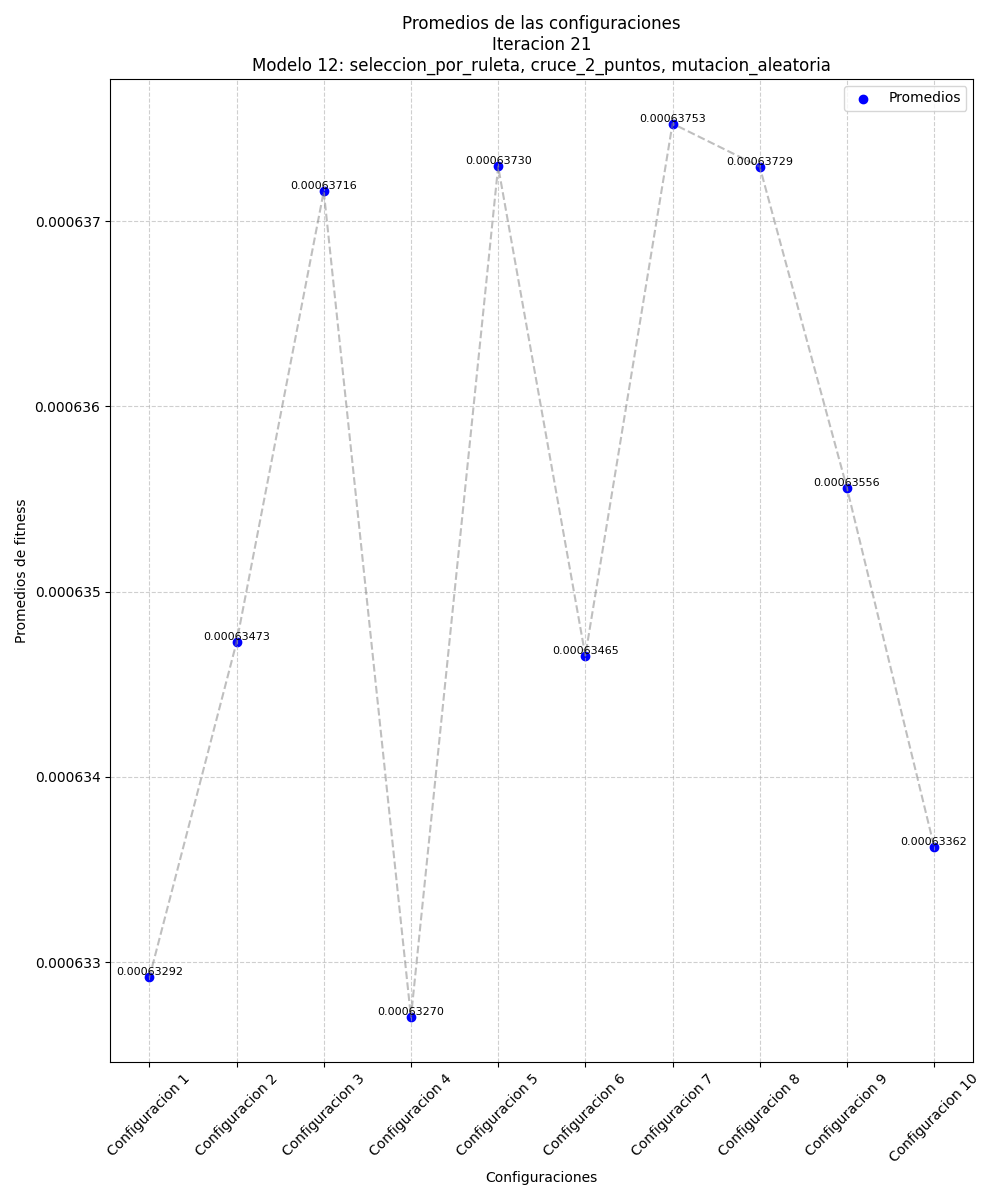 Promedios de las configuraciones
Iteracion 21
Modelo 12: seleccion_por_ruleta, cruce_2_puntos, mutacion_aleatoria
Promedios
0.00063753
0.00063730
0.00063729
0.00063716
0.000637
0.000636
0.00063556
0.000635
0.00063473
0.00063465
0.000634
0.00063362
0.000633
0.00063292
0.00063270
Promedios de fitness
Configuracion 1
Configuracion 2
Configuracion 3
Configuracion 4
Configuracion 5
Configuracion 6
Configuracion 7
Configuracion 8
Configuracion 9
Configuracion 10
Configuraciones